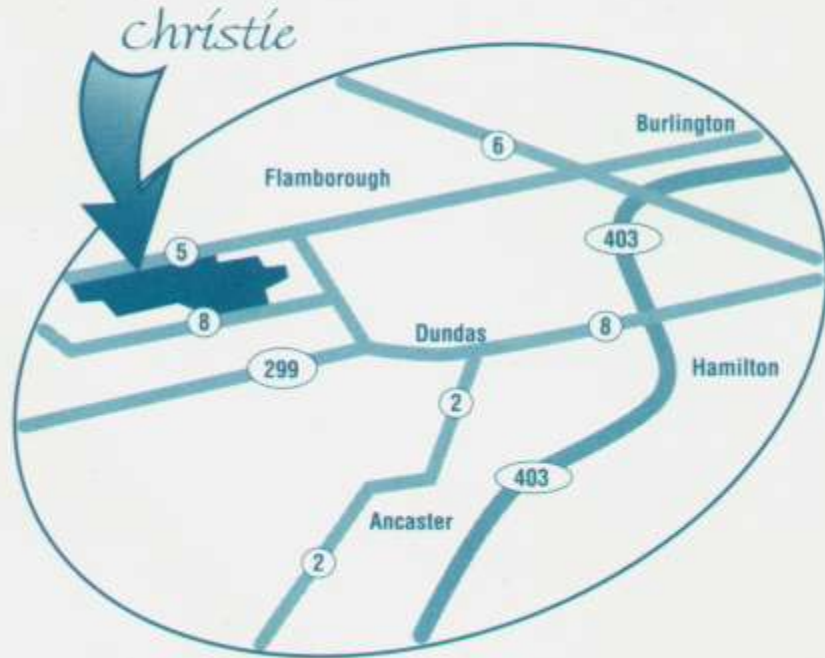 Christie
Burlington
6
Flamborough
403
5
8
Dundas
8
299
Hamilton
2
403
Ancaster
2